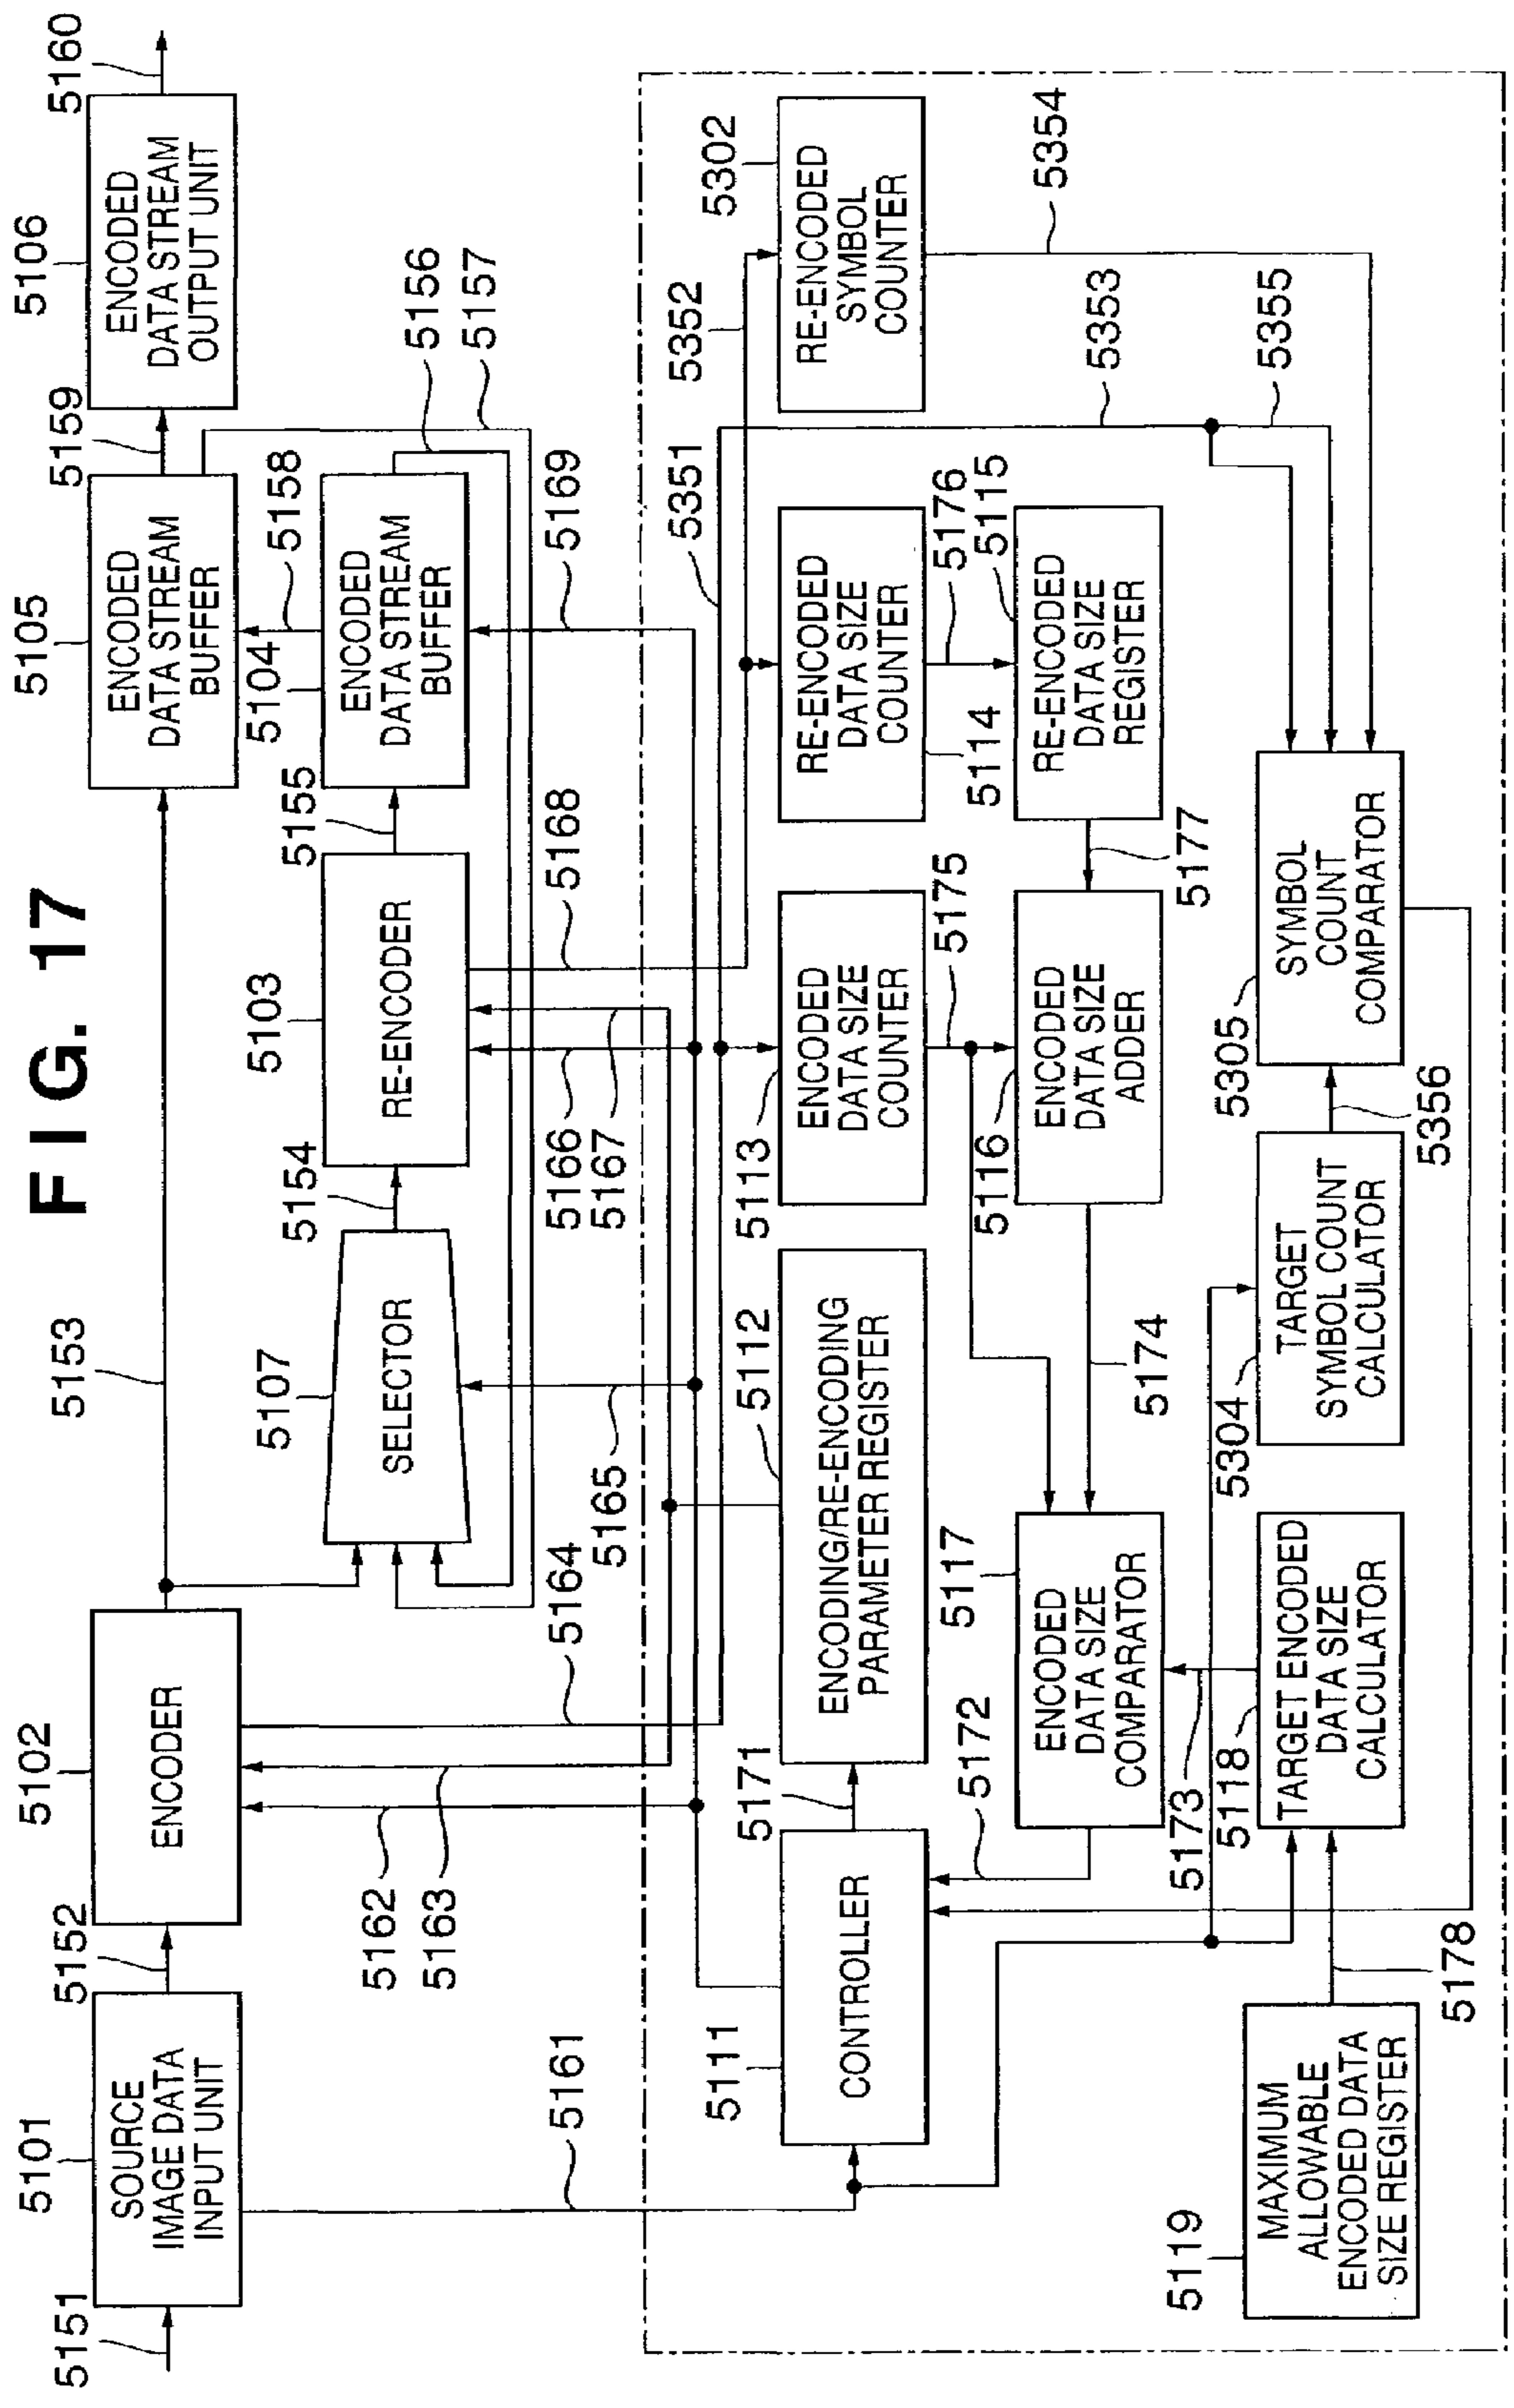 FIG. 17
5151
5101
SOURCE
IMAGE DATA
INPUT UNIT
5152
5102
ENCODER
5153
5105
ENCODED
DATA STREAM
BUFFER
5159
5106
ENCODED
DATA STREAM
OUTPUT UNIT
5160
5107
SELECTOR
5154
5103
RE-ENCODER
5155
5104
ENCODED
DATA STREAM
BUFFER
5158
5156
5157
5161
5162
5163
5164
5165
5166
5167
5168
5169
5111
CONTROLLER
5171
5112
ENCODING/RE-ENCODING
PARAMETER REGISTER
5113
ENCODED
DATA SIZE
COUNTER
5114
RE-ENCODED
DATA SIZE
COUNTER
5351
5352
5302
RE-ENCODED
SYMBOL
COUNTER
5354
5353
5355
5172
5117
ENCODED
DATA SIZE
COMPARATOR
5174
5116
ENCODED
DATA SIZE
ADDER
5175
5177
5115
RE-ENCODED
DATA SIZE
REGISTER
5176
5119
MAXIMUM
ALLOWABLE
ENCODED DATA
SIZE REGISTER
5178
5173
5118
TARGET ENCODED
DATA SIZE
CALCULATOR
5304
TARGET
SYMBOL COUNT
CALCULATOR
5356
5305
SYMBOL
COUNT
COMPARATOR